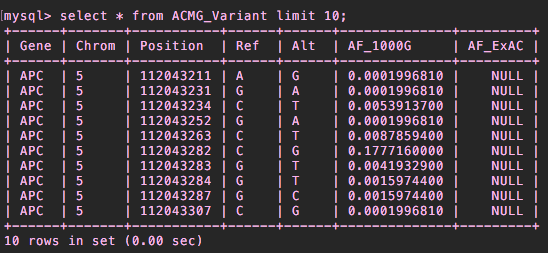 [mysql> select * from ACMG_Variant limit 10;
+------+-------+-----------+-----+-----+--------------+---------+
| Gene | Chrom | Position  | Ref | Alt | AF_1000G     | AF_ExAC |
+------+-------+-----------+-----+-----+--------------+---------+
| APC  | 5     | 112043211 | A   | G   | 0.0001996810 |    NULL |
| APC  | 5     | 112043231 | G   | A   | 0.0001996810 |    NULL |
| APC  | 5     | 112043234 | C   | T   | 0.0053913700 |    NULL |
| APC  | 5     | 112043252 | G   | A   | 0.0001996810 |    NULL |
| APC  | 5     | 112043263 | C   | T   | 0.0087859400 |    NULL |
| APC  | 5     | 112043282 | C   | G   | 0.1777160000 |    NULL |
| APC  | 5     | 112043283 | G   | T   | 0.0041932900 |    NULL |
| APC  | 5     | 112043284 | G   | T   | 0.0015974400 |    NULL |
| APC  | 5     | 112043287 | G   | C   | 0.0015974400 |    NULL |
| APC  | 5     | 112043307 | C   | G   | 0.0001996810 |    NULL |
+------+-------+-----------+-----+-----+--------------+---------+
10 rows in set (0.00 sec)